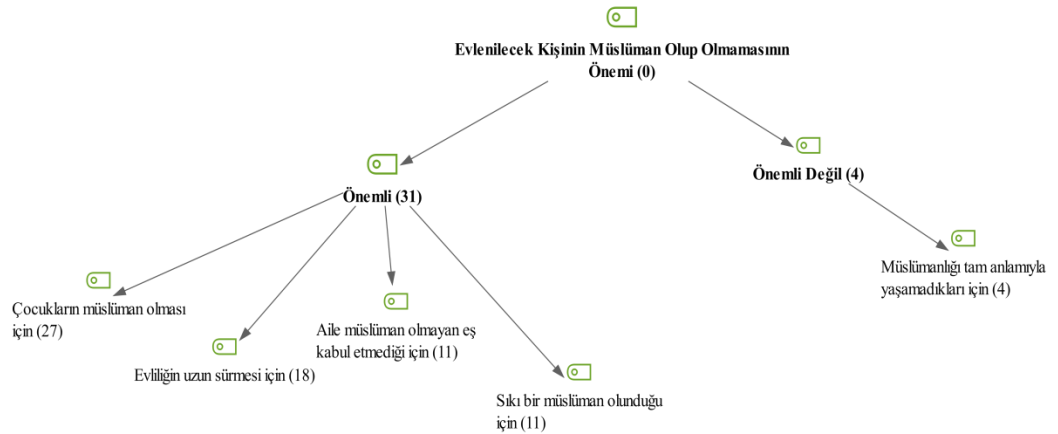 Evlenilecek Kişinin Müslüman Olup Olmamasının
Önemi (0)
Önemli (31)
Önemli Değil (4)
Çocukların müslüman olması
için (27)
Evliliğin uzun sürmesi için (18)
Aile müslüman olmayan eş
kabul etmediği için (11)
Sıkı bir müslüman olunduğu
için (11)
Müslümanlığı tam anlamıyla
yaşamadıkları için (4)